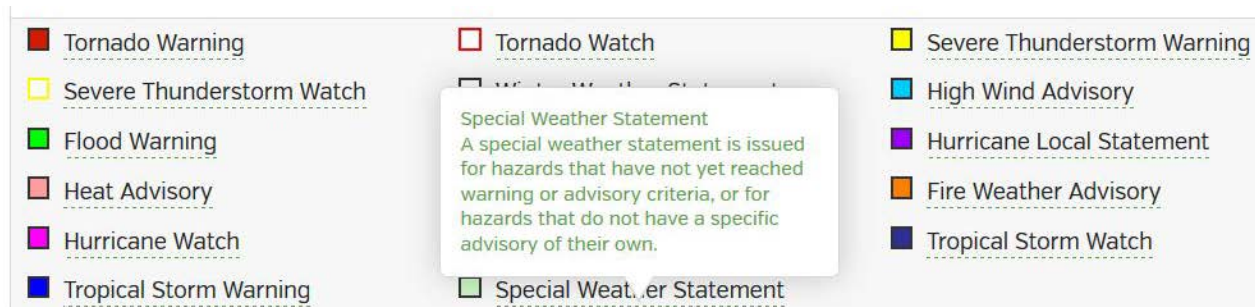 Tornado Warning
Tornado Watch
Severe Thunderstorm Warning
Severe Thunderstorm Watch
High Wind Advisory
Special Weather Statement
A special weather statement is issued
for hazards that have not yet reached
warning or advisory criteria, or for
hazards that do not have a specific
advisory of their own.
Flood Warning
Hurricane Local Statement
Heat Advisory
Fire Weather Advisory
Hurricane Watch
Tropical Storm Watch
Tropical Storm Warning
Special Weather Statement